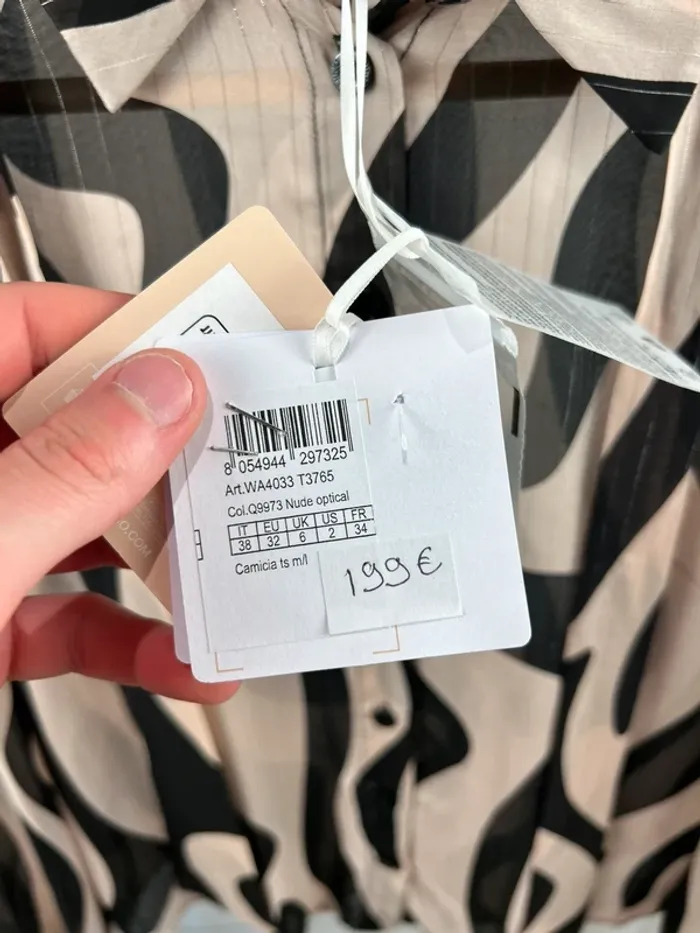 8 054944 297325
Art.WA4033 T3765
Col.Q9973 Nude optical
IT EU UK US FR
38 32 6 2 34
Camicia ts m/l
199€
O.COM